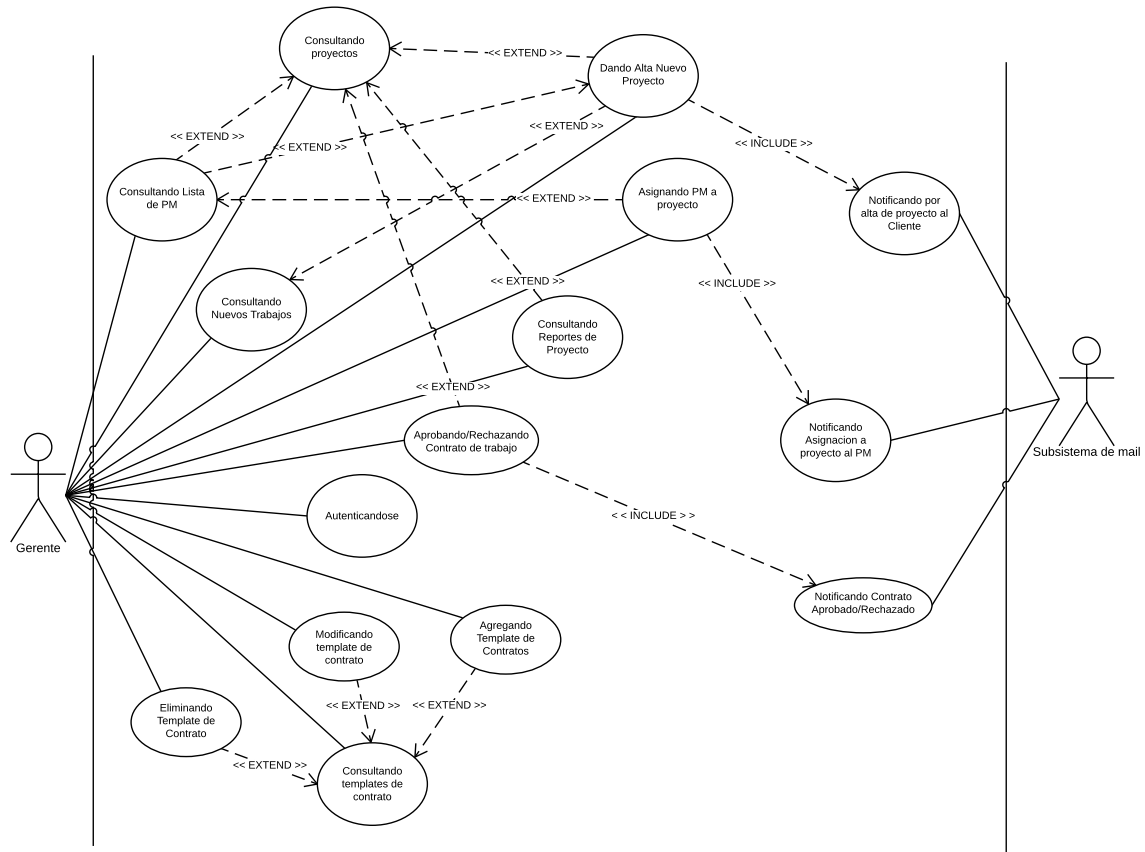 Consultando
proyectos
<< EXTEND >>
Dando Alta Nuevo
Proyecto
<< EXTEND >>
<< EXTEND >>
<< EXTEND >>
<< INCLUDE >>
Consultando Lista
de PM
<< EXTEND >>
Asignando PM a
proyecto
Notificando por
alta de proyecto al
Cliente
Consultando
Nuevos Trabajos
<< EXTEND >>
<< INCLUDE >>
Consultando
Reportes de
Proyecto
<< EXTEND >>
Aprobando/Rechazando
Contrato de trabajo
Notificando
Asignacion a
proyecto al PM
Subsistema de mail
Gerente
Autenticandose
< < INCLUDE > >
Notificando Contrato
Aprobado/Rechazado
Modificando
template de
contrato
Agregando
Template de
Contratos
<< EXTEND >>
<< EXTEND >>
Eliminando
Template de
Contrato
<< EXTEND >>
Consultando
templates de
contrato